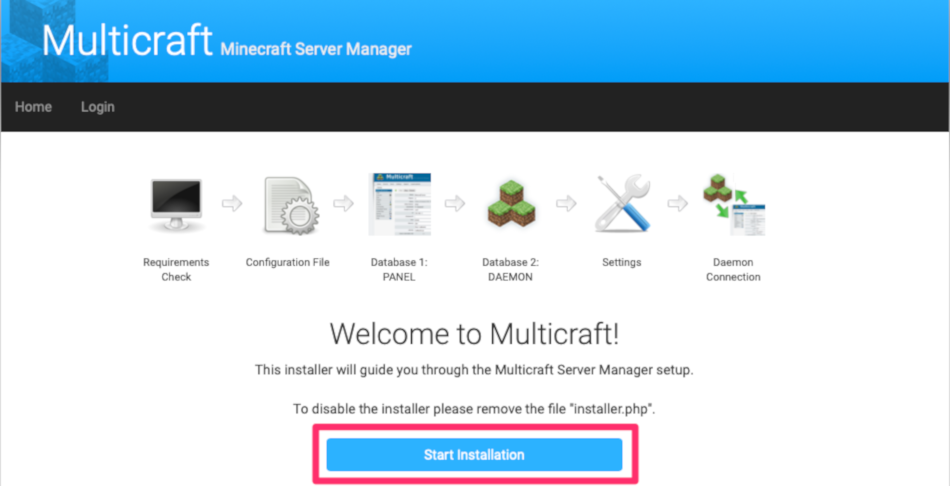 Multicraft Minecraft Server Manager
Home Login
Multicraft
Requirements
Check
Configuration File
Database 1:
PANEL
Database 2:
DAEMON
Settings
Daemon
Connection
Welcome to Multicraft!
This installer will guide you through the Multicraft Server Manager setup.
To disable the installer please remove the file "installer.php".
Start Installation